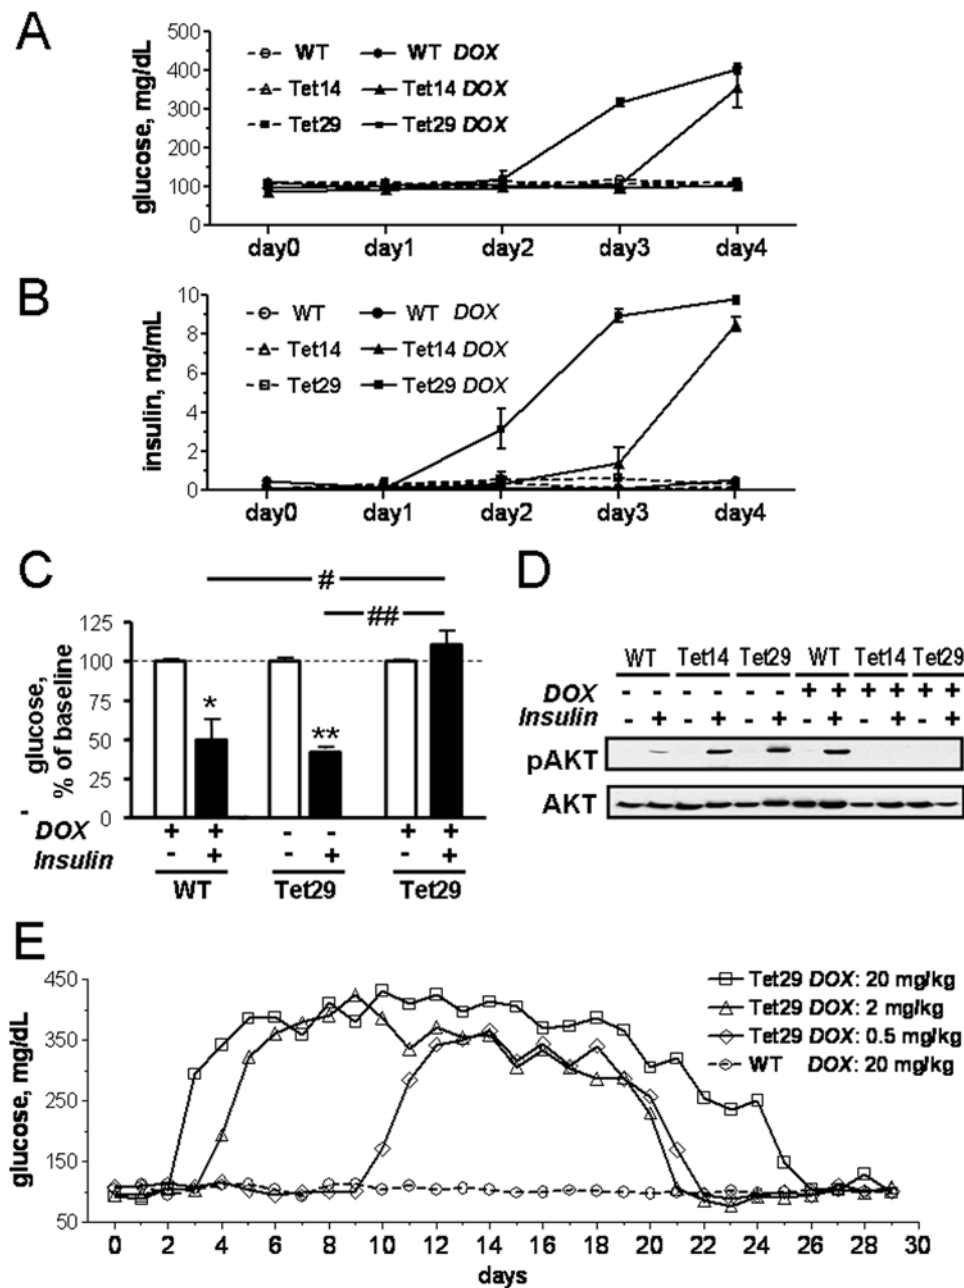 A
glucose, mg/dL
500
400
300
200
100
0
WT WT DOX
Tet14 Tet14 DOX
Tet29 Tet29 DOX
day0 day1 day2 day3 day4
B
insulin, ng/mL
10
8
6
4
2
0
WT WT DOX
Tet14 Tet14 DOX
Tet29 Tet29 DOX
day0 day1 day2 day3 day4
C
#
##
glucose,
% of baseline
125
100
75
50
25
0
* **
DOX + + - - + +
Insulin - + - + - +
WT Tet29 Tet29
D
WT Tet14 Tet29 WT Tet14 Tet29
DOX - - - - - - + + + + + +
Insulin - + - + - + - + - + - +
pAKT
AKT
E
glucose, mg/dL
450
350
250
150
50
Tet29 DOX: 20 mg/kg
Tet29 DOX: 2 mg/kg
Tet29 DOX: 0.5 mg/kg
WT DOX: 20 mg/kg
0 2 4 6 8 10 12 14 16 18 20 22 24 26 28 30
days